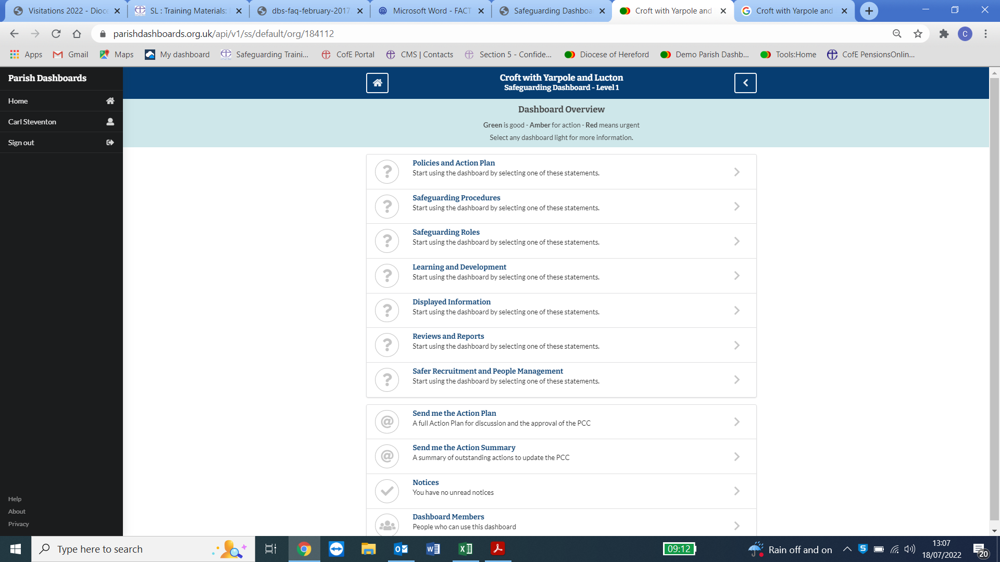 Visitations 2022 - Dioce
SL : Training Materials:
dbs-faq-february-2017
Microsoft Word - FACT
Safeguarding Dashboa
Croft with Yarpole and
Croft with Yarpole and
parishdashboards.org.uk/api/v1/ss/default/org/184112
C
Apps
Gmail
Maps
My dashboard
Safeguarding Traini...
CofE Portal
CMS | Contacts
Section 5 - Confide...
Diocese of Hereford
Demo Parish Dashb...
Tools:Home
CofE PensionsOnlin...
Parish Dashboards
Home
Carl Steventon
Sign out
Help
About
Privacy
Croft with Yarpole and Lucton
Safeguarding Dashboard - Level 1
Dashboard Overview
Green is good - Amber for action - Red means urgent
Select any dashboard light for more information.
Policies and Action Plan
Start using the dashboard by selecting one of these statements.
Safeguarding Procedures
Start using the dashboard by selecting one of these statements.
Safeguarding Roles
Start using the dashboard by selecting one of these statements.
Learning and Development
Start using the dashboard by selecting one of these statements.
Displayed Information
Start using the dashboard by selecting one of these statements.
Reviews and Reports
Start using the dashboard by selecting one of these statements.
Safer Recruitment and People Management
Start using the dashboard by selecting one of these statements.
Send me the Action Plan
A full Action Plan for discussion and the approval of the PCC
Send me the Action Summary
A summary of outstanding actions to update the PCC
Notices
You have no unread notices
Dashboard Members
People who can use this dashboard
Type here to search
09:12
Rain off and on
13:07
18/07/2022
20